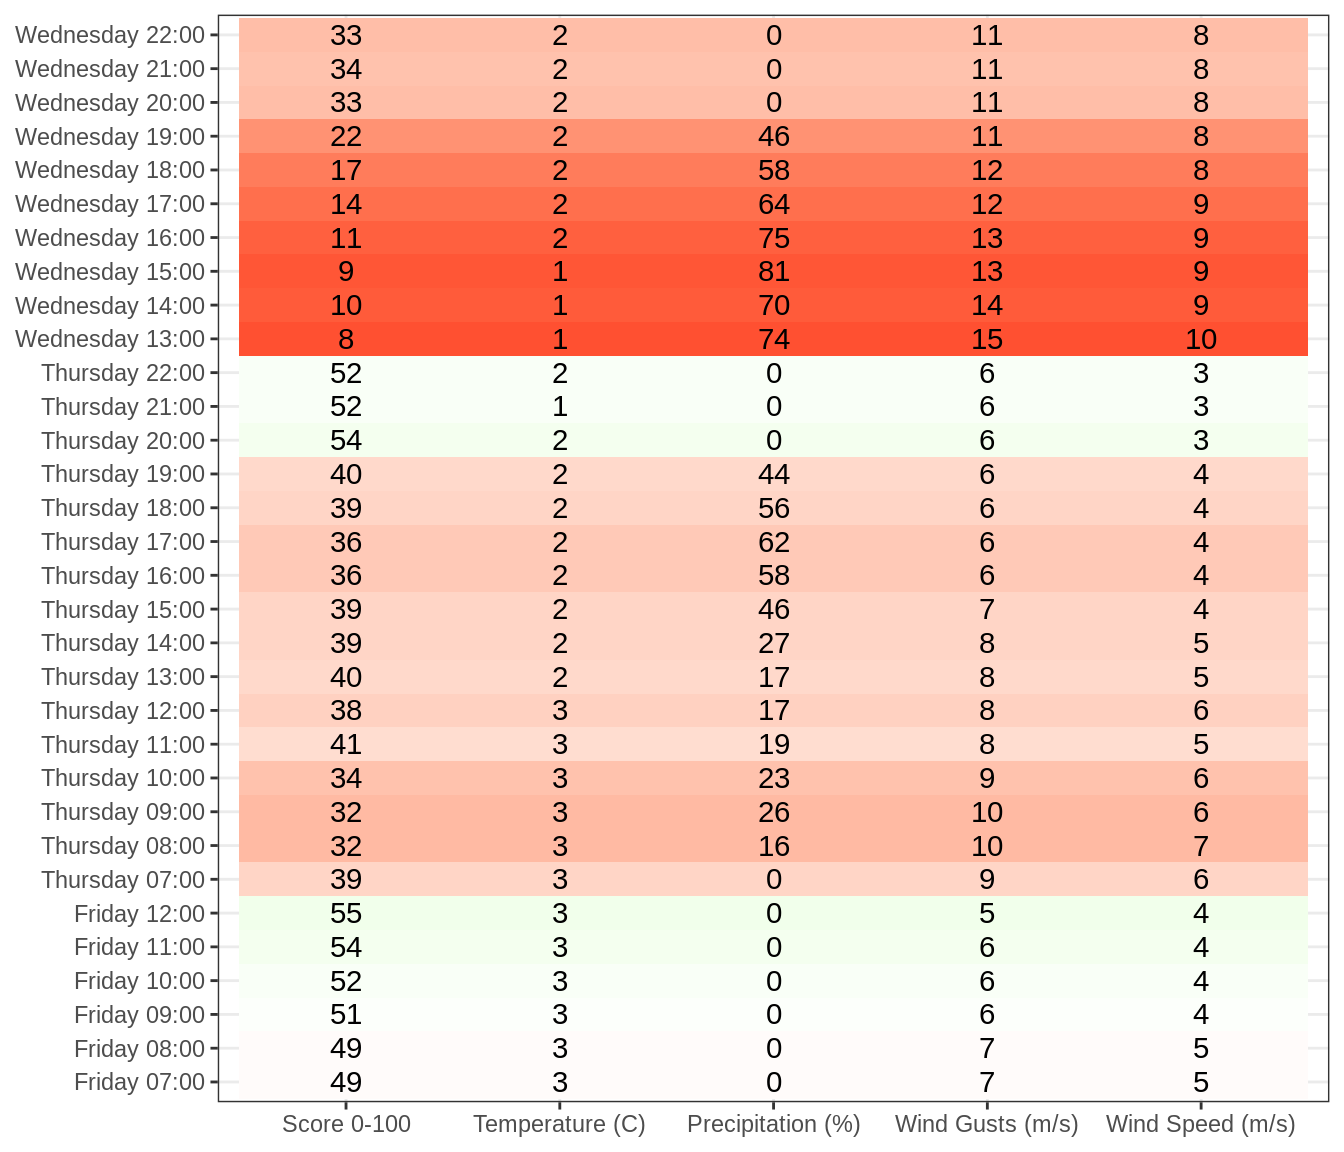 Wednesday 22:00 33 2 0 11 8
Wednesday 21:00 34 2 0 11 8
Wednesday 20:00 33 2 0 11 8
Wednesday 19:00 22 2 46 11 8
Wednesday 18:00 17 2 58 12 8
Wednesday 17:00 14 2 64 12 9
Wednesday 16:00 11 2 75 13 9
Wednesday 15:00 9 1 81 13 9
Wednesday 14:00 10 1 70 14 9
Wednesday 13:00 8 1 74 15 10
Thursday 22:00 52 2 0 6 3
Thursday 21:00 52 1 0 6 3
Thursday 20:00 54 2 0 6 3
Thursday 19:00 40 2 44 6 4
Thursday 18:00 39 2 56 6 4
Thursday 17:00 36 2 62 6 4
Thursday 16:00 36 2 58 6 4
Thursday 15:00 39 2 46 7 4
Thursday 14:00 39 2 27 8 5
Thursday 13:00 40 2 17 8 5
Thursday 12:00 38 3 17 8 6
Thursday 11:00 41 3 19 8 5
Thursday 10:00 34 3 23 9 6
Thursday 09:00 32 3 26 10 6
Thursday 08:00 32 3 16 10 7
Thursday 07:00 39 3 0 9 6
Friday 12:00 55 3 0 5 4
Friday 11:00 54 3 0 6 4
Friday 10:00 52 3 0 6 4
Friday 09:00 51 3 0 6 4
Friday 08:00 49 3 0 7 5
Friday 07:00 49 3 0 7 5
Score 0-100 Temperature (C) Precipitation (%) Wind Gusts (m/s) Wind Speed (m/s)